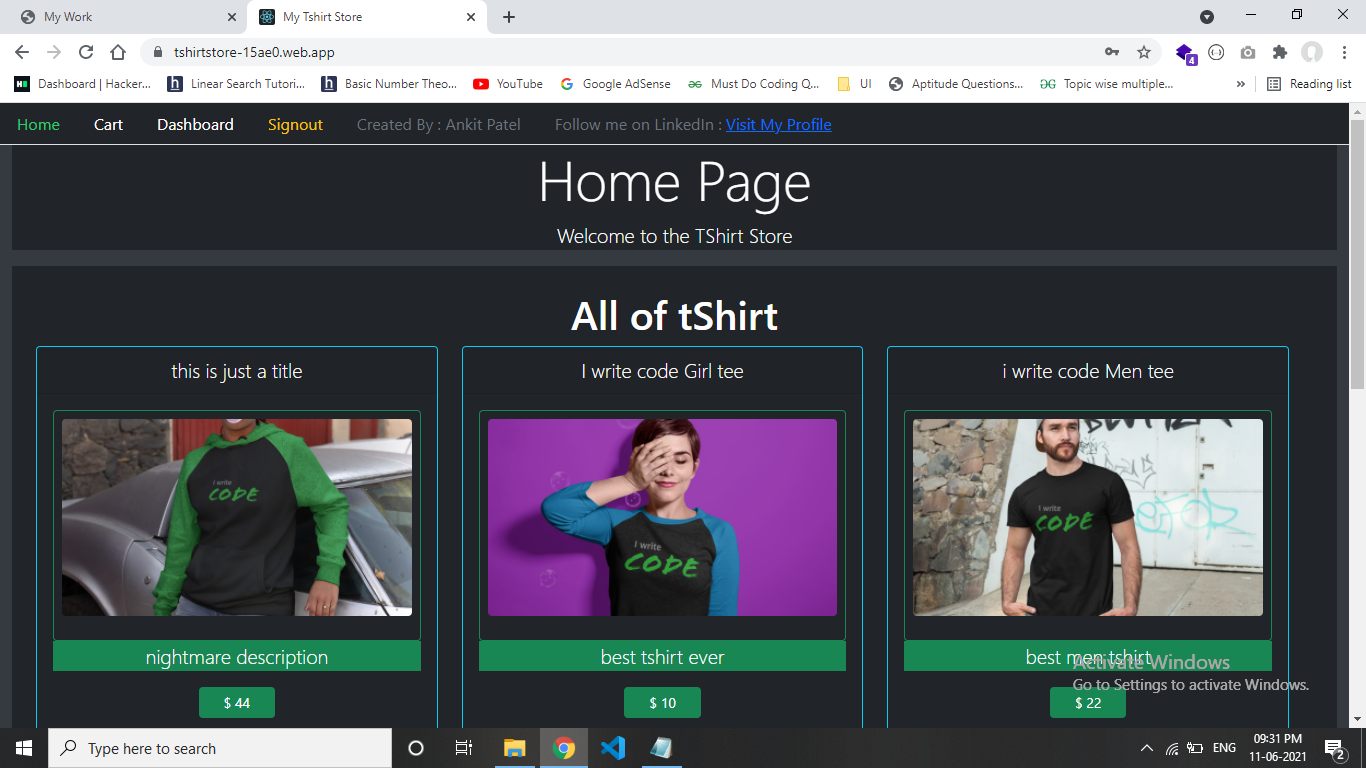 My Work
My Tshirt Store
tshirtstore-15ae0.web.app
4
Dashboard | Hacker...
Linear Search Tutori...
Basic Number Theo...
YouTube
Google AdSense
Must Do Coding Q...
UI
Aptitude Questions...
Topic wise multiple...
»
Reading list
Home Cart Dashboard Signout Created By : Ankit Patel Follow me on LinkedIn : Visit My Profile
Home Page
Welcome to the TShirt Store
All of tShirt
this is just a title
I write
CODE
nightmare description
$ 44
I write code Girl tee
I write
CODE
best tshirt ever
$ 10
i write code Men tee
I write
CODE
best men tshirt
$ 22
Activate Windows
Go to Settings to activate Windows.
Type here to search
ENG
09:31 PM
11-06-2021
2